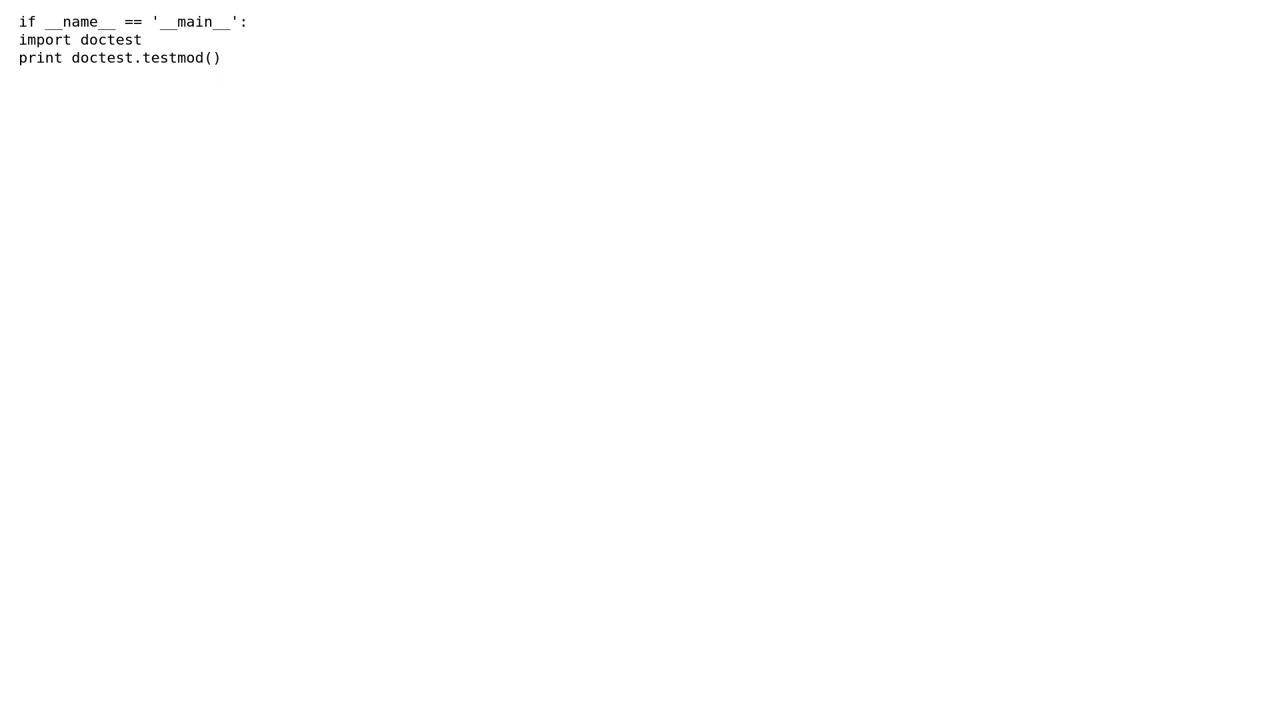 if __name__ == '__main__':
import doctest
print doctest.testmod()